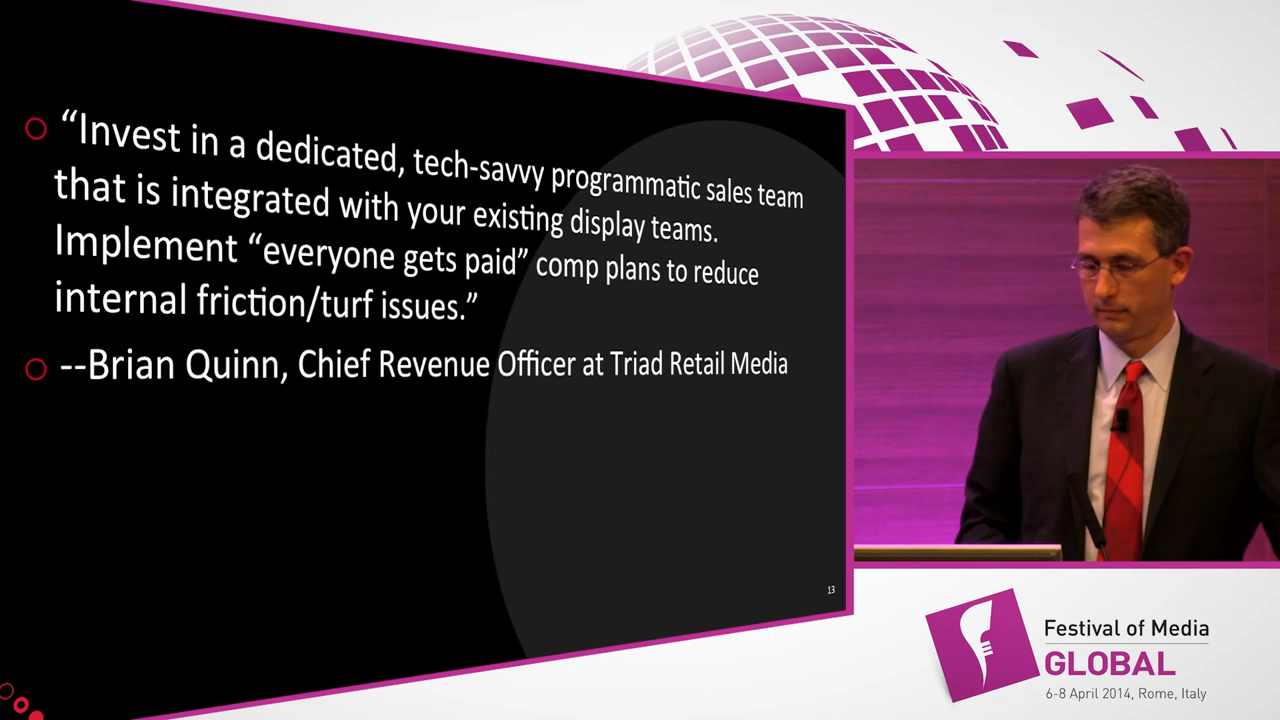 “Invest in a dedicated, tech-savvy programmatic sales team
that is integrated with your existing display teams.
Implement “everyone gets paid” comp plans to reduce
internal friction/turf issues.”
--Brian Quinn, Chief Revenue Officer at Triad Retail Media
13
Festival of Media
GLOBAL
6-8 April 2014, Rome, Italy